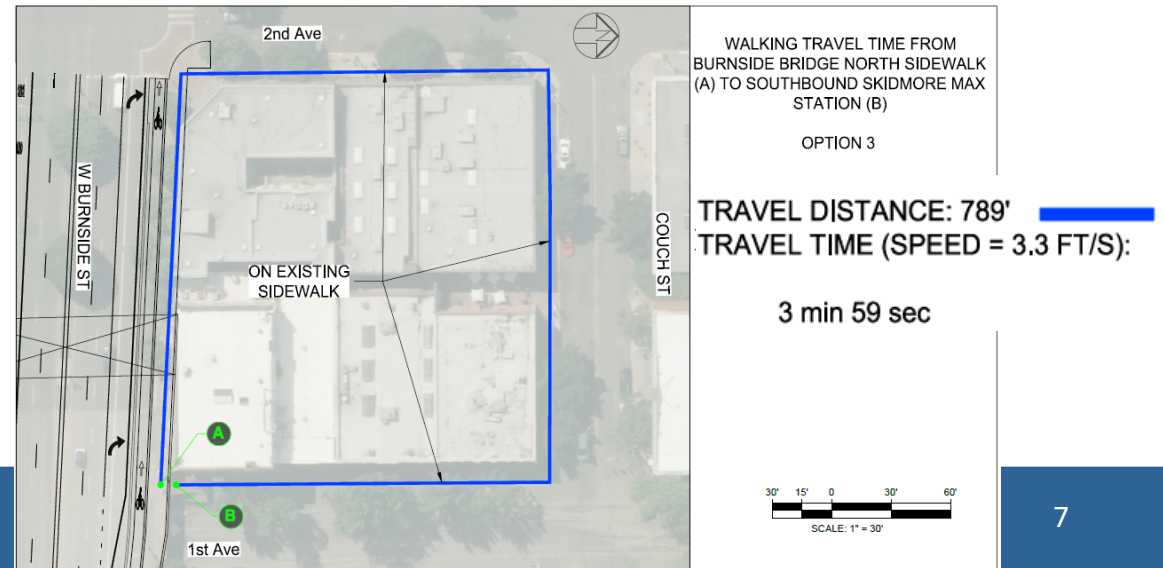 2nd Ave
W BURNSIDE ST
ON EXISTING
SIDEWALK
COUCH ST
A
B
1st Ave
WALKING TRAVEL TIME FROM
BURNSIDE BRIDGE NORTH SIDEWALK
(A) TO SOUTHBOUND SKIDMORE MAX
STATION (B)
OPTION 3
TRAVEL DISTANCE: 789'
TRAVEL TIME (SPEED = 3.3 FT/S):
3 min 59 sec
30' 15' 0 30' 60'
SCALE: 1" = 30'
7